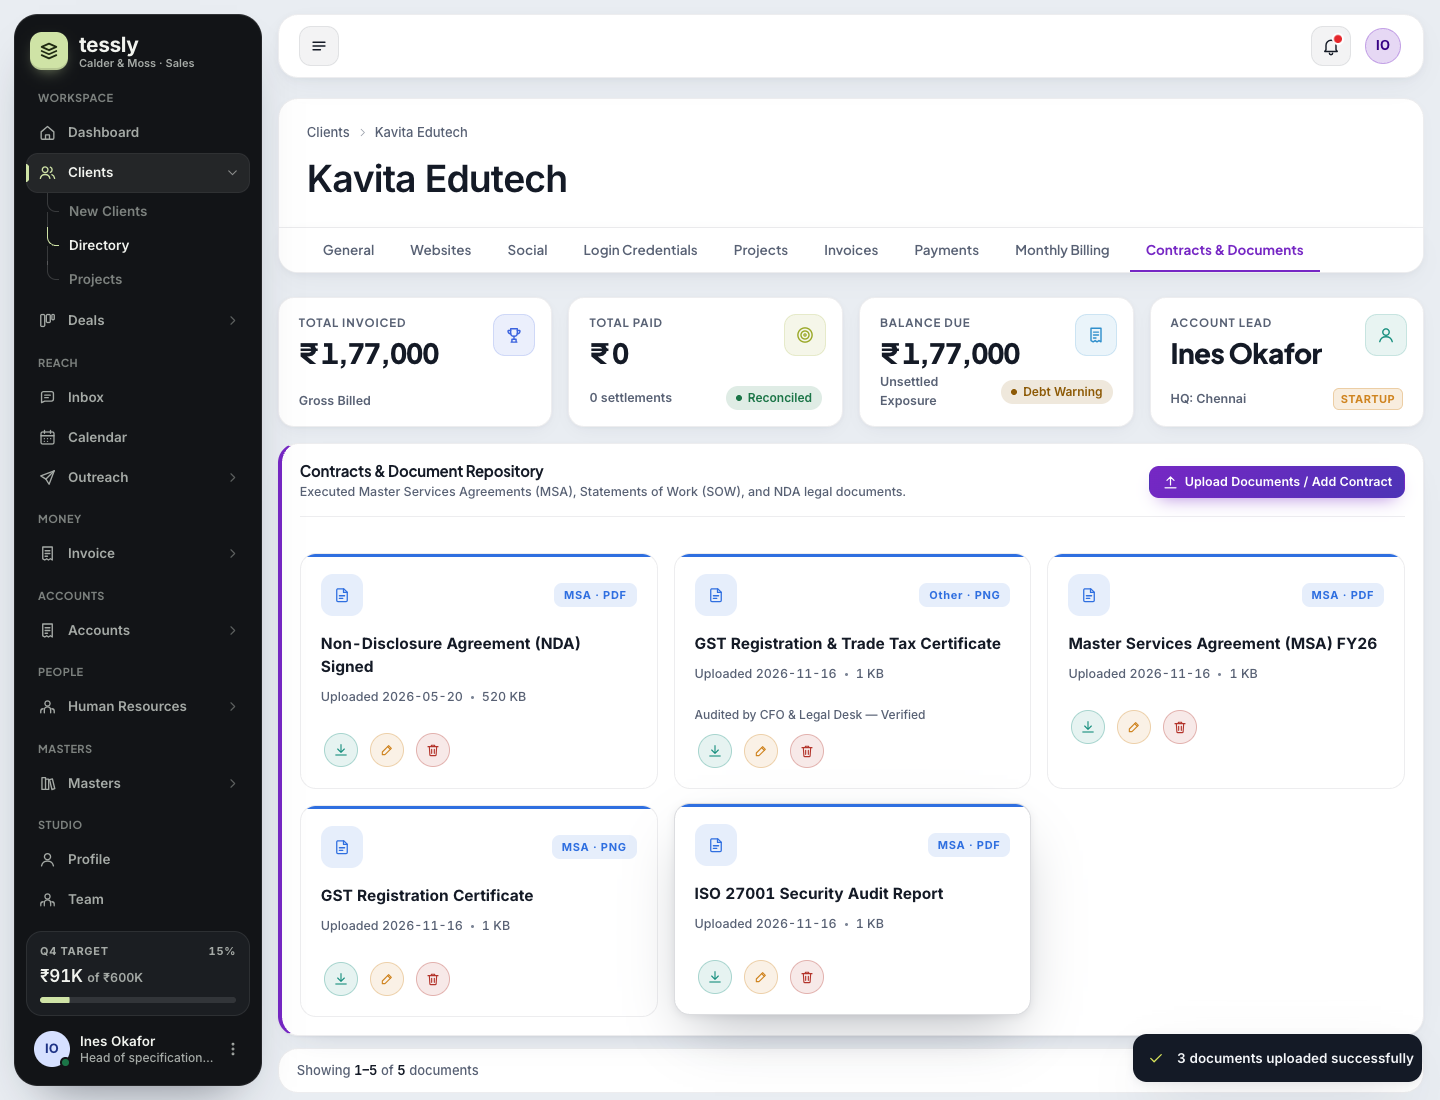 tessly
Calder & Moss · Sales
WORKSPACE
Dashboard
Clients
New Clients
Directory
Projects
Deals
REACH
Inbox
Calendar
Outreach
MONEY
Invoice
ACCOUNTS
Accounts
PEOPLE
Human Resources
MASTERS
Masters
STUDIO
Profile
Team
Q4 TARGET 15%
₹91K of ₹600K
IO
Ines Okafor
Head of specification...
IO
Clients > Kavita Edutech
Kavita Edutech
General Websites Social Login Credentials Projects Invoices Payments Monthly Billing Contracts & Documents
TOTAL INVOICED
₹1,77,000
Gross Billed
TOTAL PAID
₹0
0 settlements
Reconciled
BALANCE DUE
₹1,77,000
Unsettled
Exposure
Debt Warning
ACCOUNT LEAD
Ines Okafor
HQ: Chennai
STARTUP
Contracts & Document Repository
Executed Master Services Agreements (MSA), Statements of Work (SOW), and NDA legal documents.
Upload Documents / Add Contract
MSA · PDF
Non-Disclosure Agreement (NDA)
Signed
Uploaded 2026-05-20 • 520 KB
Other · PNG
GST Registration & Trade Tax Certificate
Uploaded 2026-11-16 • 1 KB
Audited by CFO & Legal Desk — Verified
MSA · PDF
Master Services Agreement (MSA) FY26
Uploaded 2026-11-16 • 1 KB
MSA · PNG
GST Registration Certificate
Uploaded 2026-11-16 • 1 KB
MSA · PDF
ISO 27001 Security Audit Report
Uploaded 2026-11-16 • 1 KB
Showing 1–5 of 5 documents
3 documents uploaded successfully